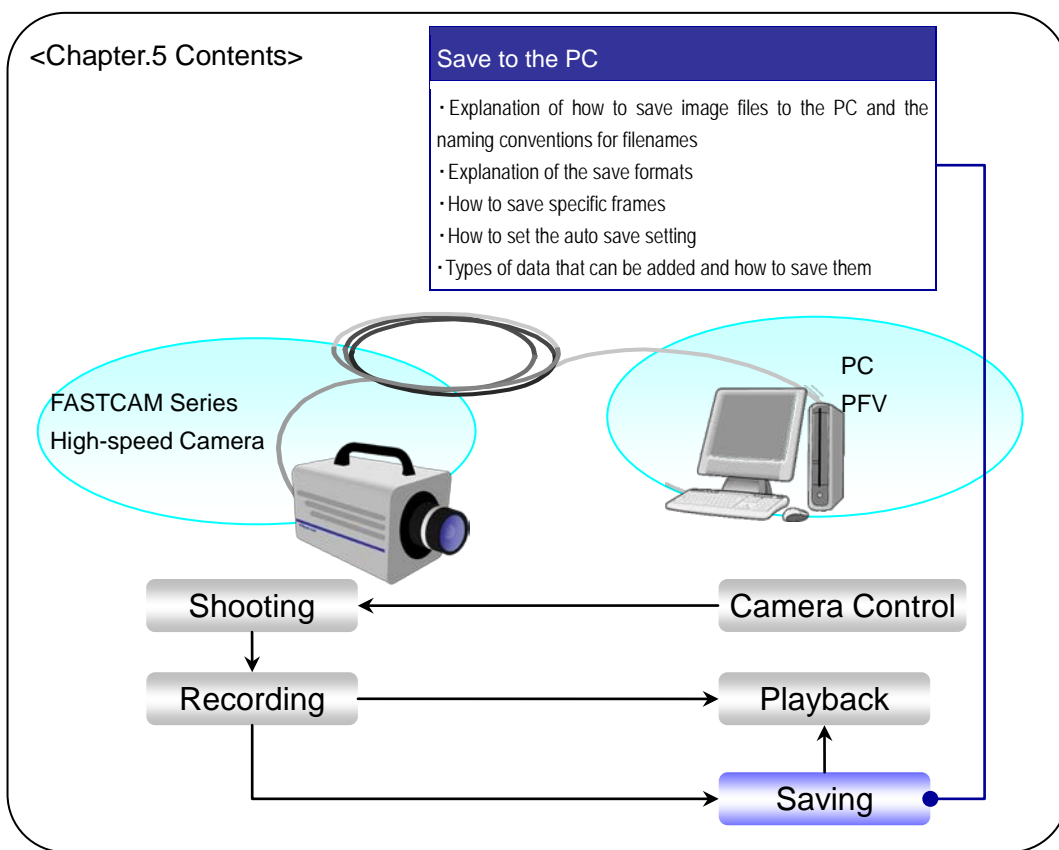 <Chapter.5 Contents>
Save to the PC
・Explanation of how to save image files to the PC and the
naming conventions for filenames
・Explanation of the save formats
・How to save specific frames
・How to set the auto save setting
・Types of data that can be added and how to save them
FASTCAM Series
High-speed Camera
PC
PFV
Shooting
Camera Control
Recording
Playback
Saving